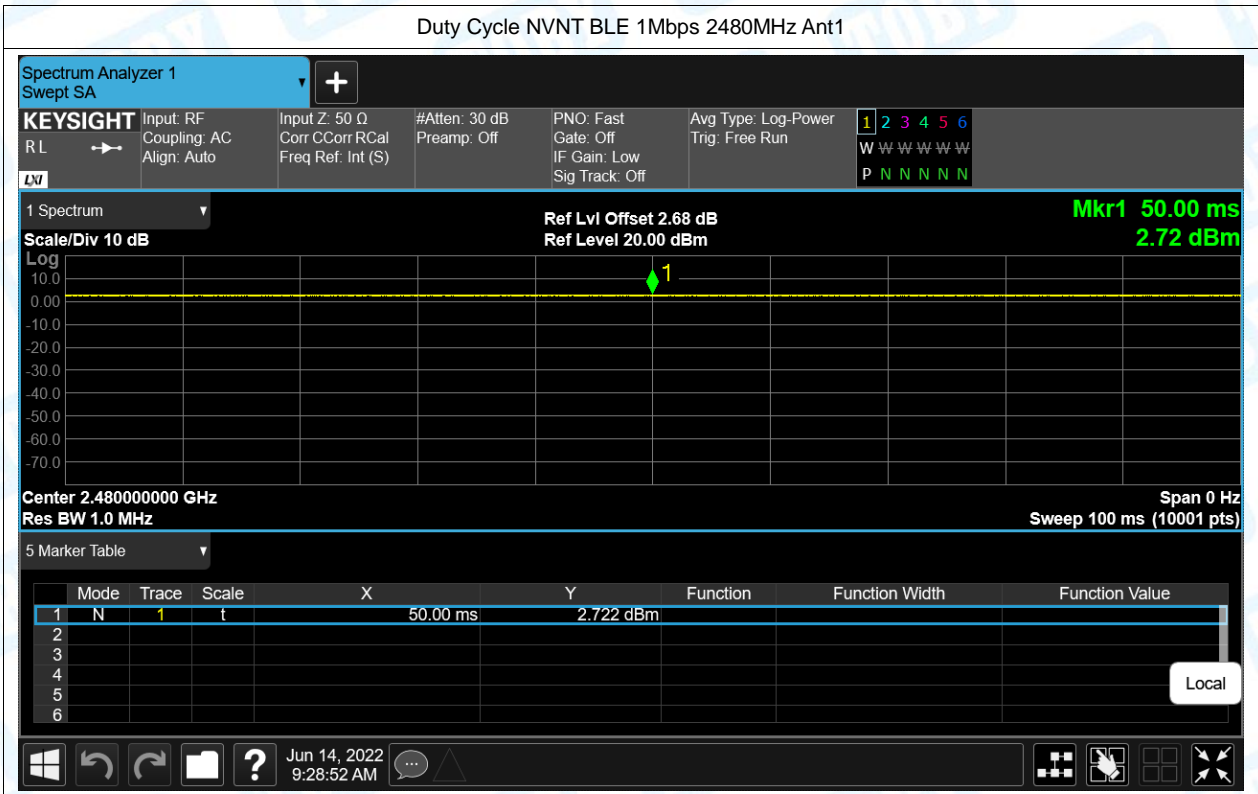 Duty Cycle NVNT BLE 1Mbps 2480MHz Ant1
Spectrum Analyzer 1
Swept SA
KEYSIGHT
R L
LXI
Input: RF
Coupling: AC
Align: Auto
Input Z: 50 Ω
Corr CCorr RCal
Freq Ref: Int (S)
#Atten: 30 dB
Preamp: Off
PNO: Fast
Gate: Off
IF Gain: Low
Sig Track: Off
Avg Type: Log-Power
Trig: Free Run
1 2 3 4 5 6
W W W W W W
P N N N N N
1 Spectrum
Scale/Div 10 dB
Ref Lvl Offset 2.68 dB
Ref Level 20.00 dBm
Mkr1 50.00 ms
2.72 dBm
Log
10.0
0.00
-10.0
-20.0
-30.0
-40.0
-50.0
-60.0
-70.0
1
Center 2.480000000 GHz
Res BW 1.0 MHz
Span 0 Hz
Sweep 100 ms (10001 pts)
5 Marker Table
Mode Trace Scale X Y Function Function Width Function Value
1 N 1 t 50.00 ms 2.722 dBm
2
3
4
5
6
Local
?
Jun 14, 2022
9:28:52 AM